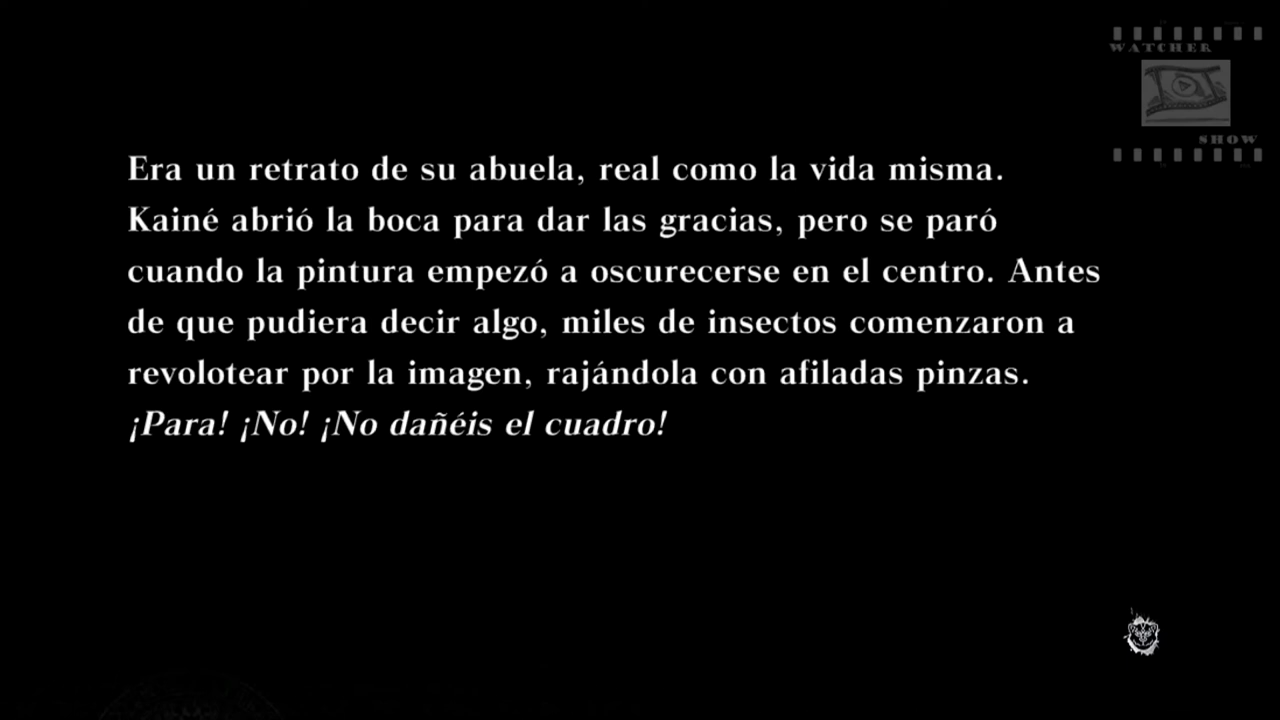 WATCHER
SHOW
Era un retrato de su abuela, real como la vida misma.
Kainé abrió la boca para dar las gracias, pero se paró
cuando la pintura empezó a oscurecerse en el centro. Antes
de que pudiera decir algo, miles de insectos comenzaron a
revolotear por la imagen, rajándola con afiladas pinzas.
¡Para! ¡No! ¡No dañéis el cuadro!